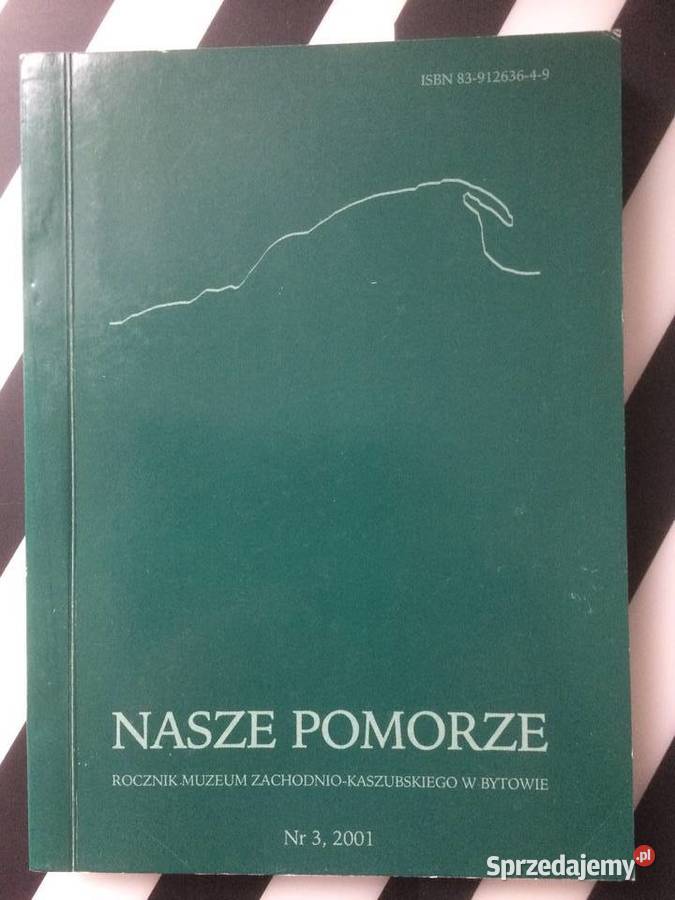 ISBN 83-912636-4-9
NASZE POMORZE
ROCZNIK MUZEUM ZACHODNIO-KASZUBSKIEGO W BYTOWIE
Nr 3, 2001
Sprzedajemy.pl